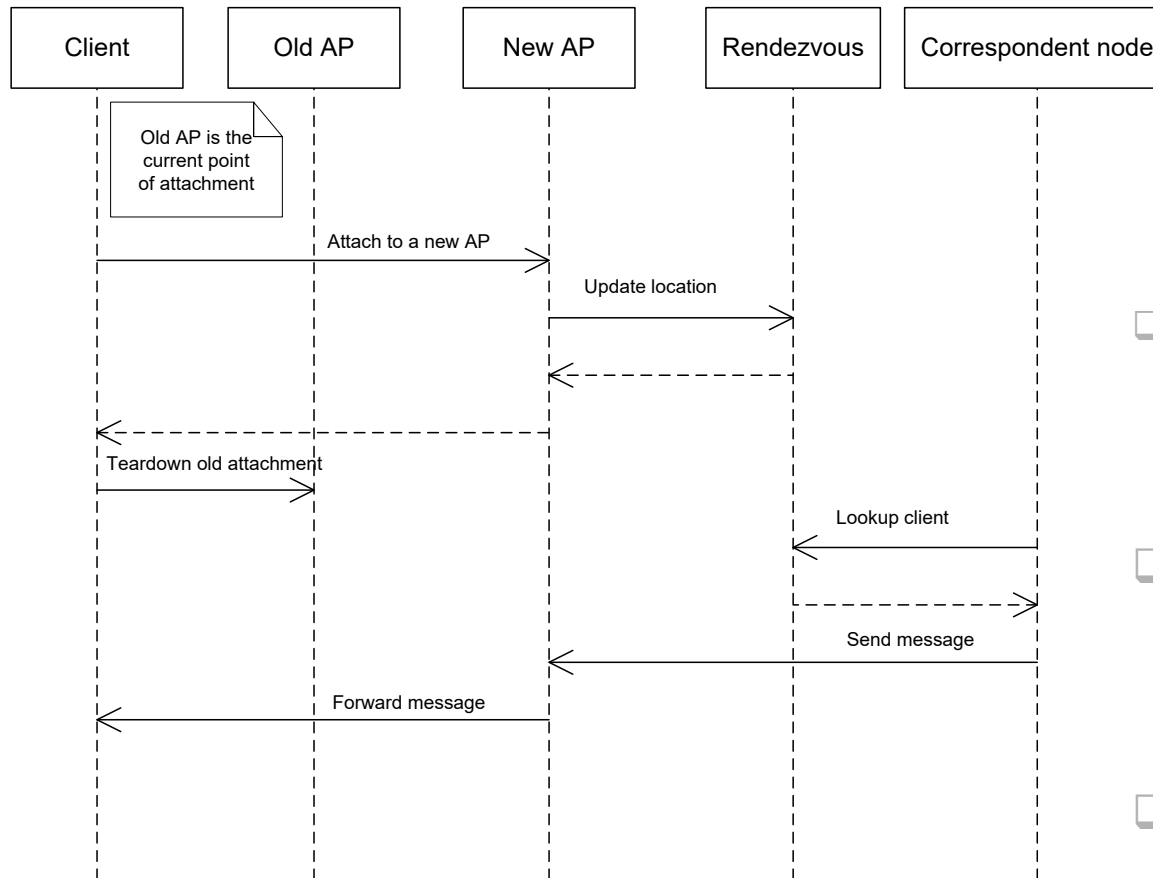 Client
Old AP
New AP
Rendezvous
Correspondent node
Old AP is the
current point
of attachment
Attach to a new AP
Update location
Teardown old attachment
Lookup client
Send message
Forward message